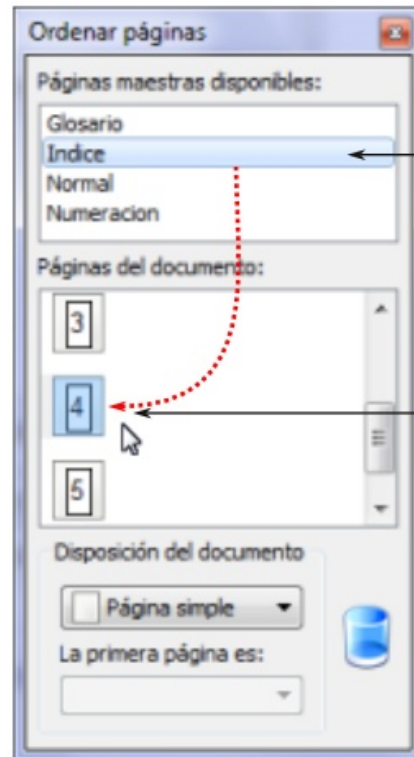 Ordenar páginas
Páginas maestras disponibles:
Glosario
Indice
Normal
Numeracion
Páginas del documento:
3
4
5
Disposición del documento
Página simple
La primera página es: